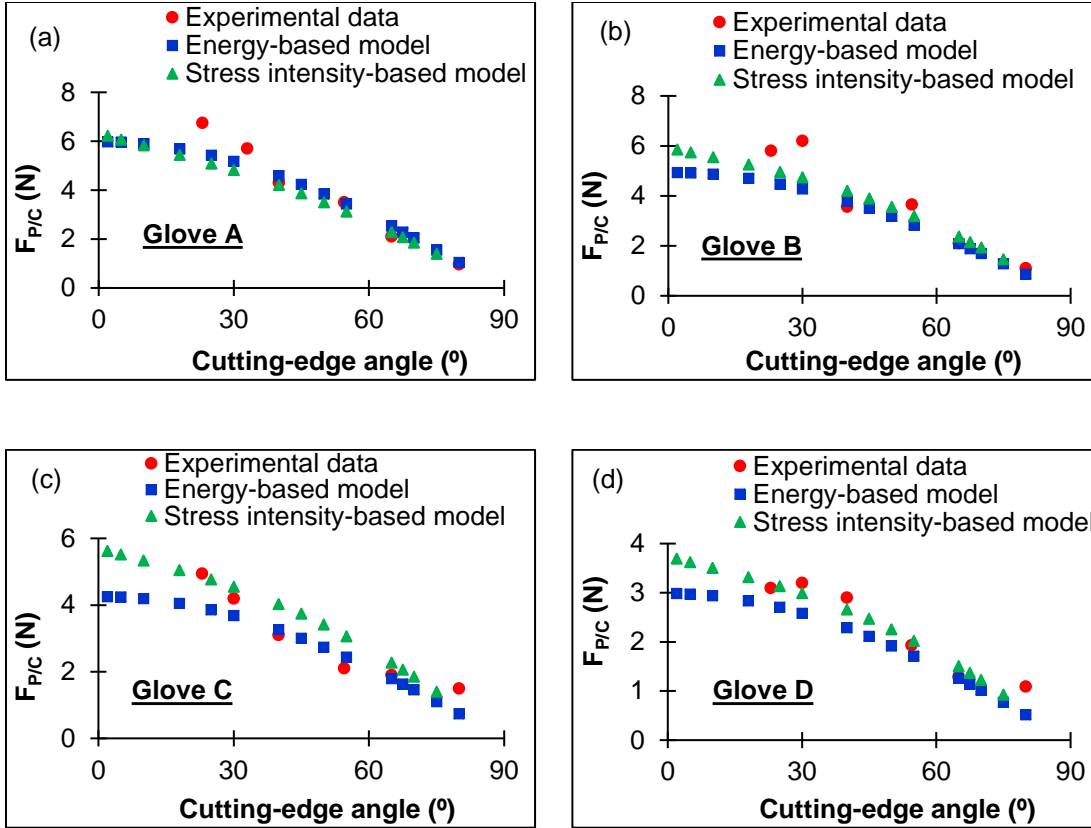 (a)
Experimental data
Energy-based model
Stress intensity-based model
8
6
4
2
0
F_P/C (N)
Glove A
0 30 60 90
Cutting-edge angle (º)
(b)
Experimental data
Energy-based model
Stress intensity-based model
8
6
4
2
0
F_P/C (N)
Glove B
0 30 60 90
Cutting-edge angle (º)
(c)
Experimental data
Energy-based model
Stress intensity-based model
6
4
2
0
F_P/C (N)
Glove C
0 30 60 90
Cutting-edge angle (º)
(d)
Experimental data
Energy-based model
Stress intensity-based model
4
3
2
1
0
F_P/C (N)
Glove D
0 30 60 90
Cutting-edge angle (º)